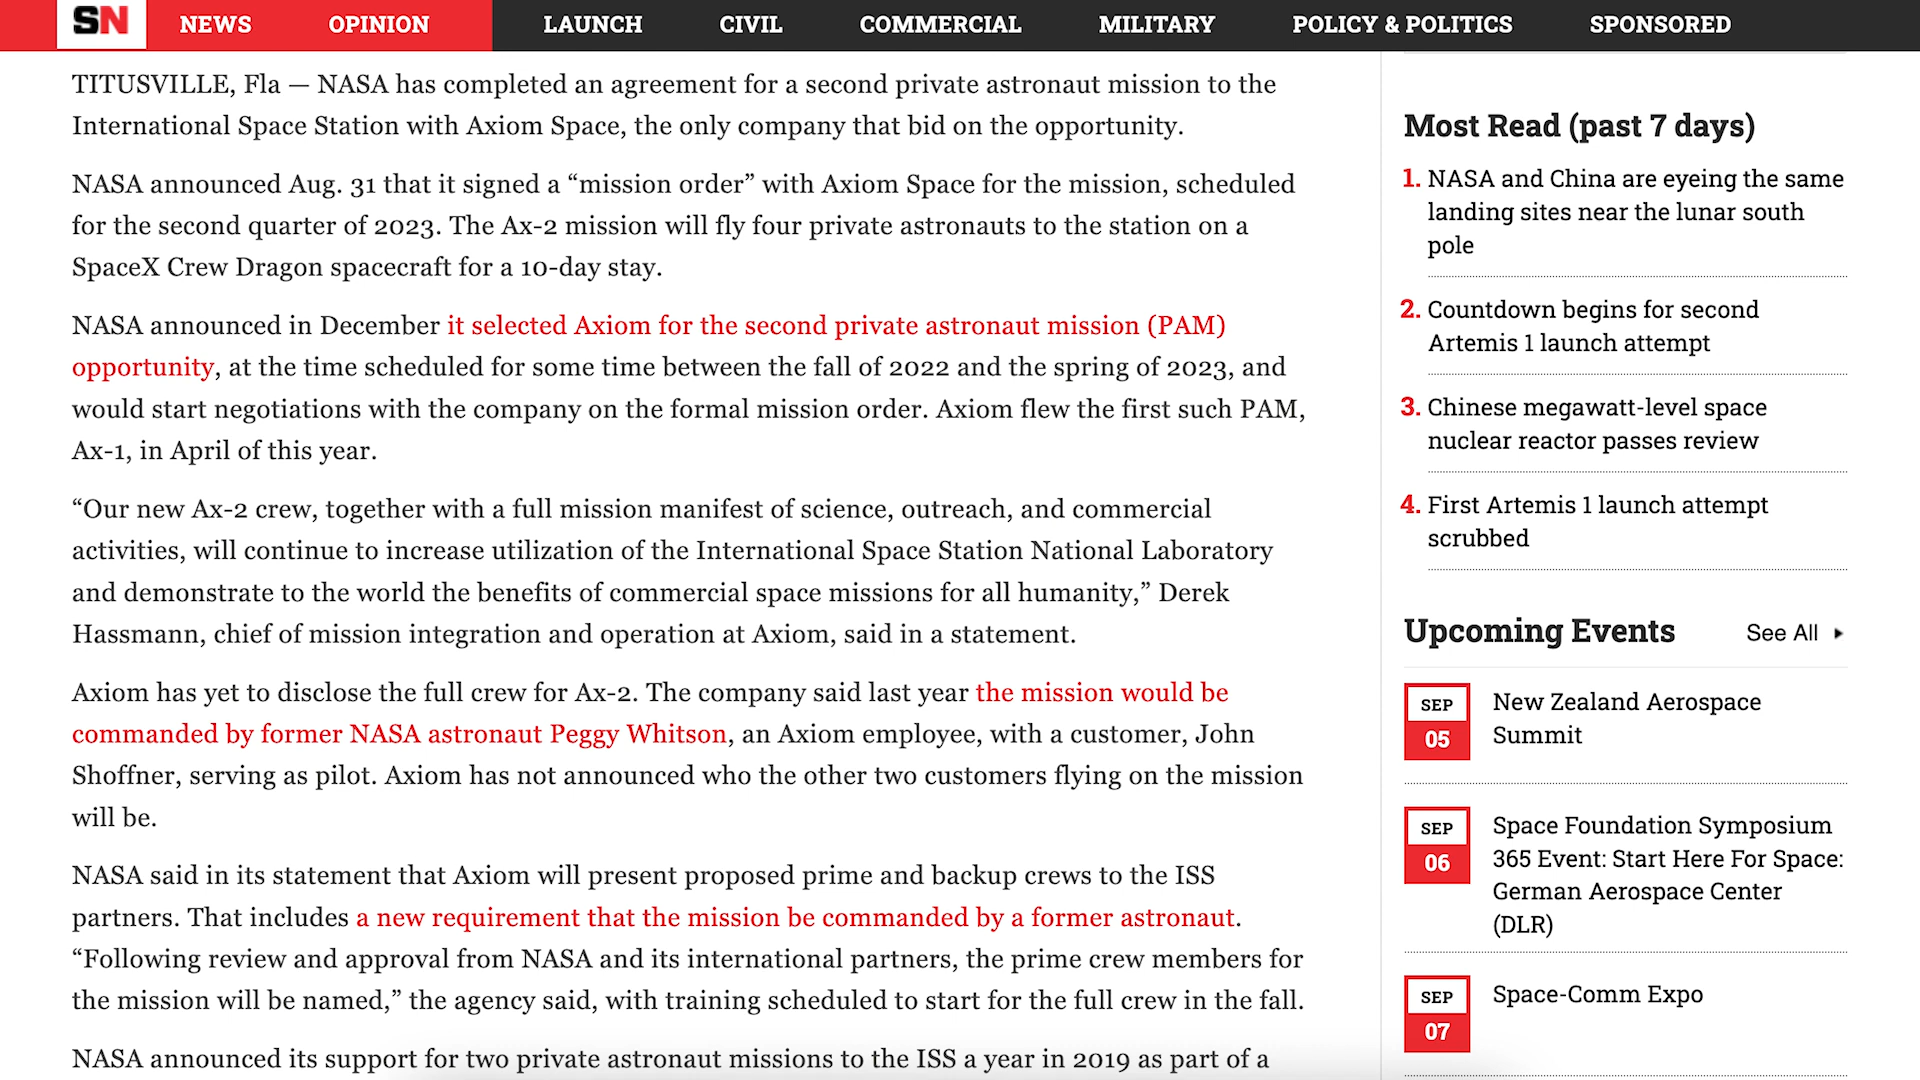 SN NEWS OPINION LAUNCH CIVIL COMMERCIAL MILITARY POLICY & POLITICS SPONSORED
TITUSVILLE, Fla — NASA has completed an agreement for a second private astronaut mission to the
International Space Station with Axiom Space, the only company that bid on the opportunity.
NASA announced Aug. 31 that it signed a “mission order” with Axiom Space for the mission, scheduled
for the second quarter of 2023. The Ax-2 mission will fly four private astronauts to the station on a
SpaceX Crew Dragon spacecraft for a 10-day stay.
NASA announced in December it selected Axiom for the second private astronaut mission (PAM)
opportunity, at the time scheduled for some time between the fall of 2022 and the spring of 2023, and
would start negotiations with the company on the formal mission order. Axiom flew the first such PAM,
Ax-1, in April of this year.
“Our new Ax-2 crew, together with a full mission manifest of science, outreach, and commercial
activities, will continue to increase utilization of the International Space Station National Laboratory
and demonstrate to the world the benefits of commercial space missions for all humanity,” Derek
Hassmann, chief of mission integration and operation at Axiom, said in a statement.
Axiom has yet to disclose the full crew for Ax-2. The company said last year the mission would be
commanded by former NASA astronaut Peggy Whitson, an Axiom employee, with a customer, John
Shoffner, serving as pilot. Axiom has not announced who the other two customers flying on the mission
will be.
NASA said in its statement that Axiom will present proposed prime and backup crews to the ISS
partners. That includes a new requirement that the mission be commanded by a former astronaut.
“Following review and approval from NASA and its international partners, the prime crew members for
the mission will be named,” the agency said, with training scheduled to start for the full crew in the fall.
NASA announced its support for two private astronaut missions to the ISS a year in 2019 as part of a
Most Read (past 7 days)
1. NASA and China are eyeing the same
landing sites near the lunar south
pole
2. Countdown begins for second
Artemis 1 launch attempt
3. Chinese megawatt-level space
nuclear reactor passes review
4. First Artemis 1 launch attempt
scrubbed
Upcoming Events See All
SEP
05
New Zealand Aerospace
Summit
SEP
06
Space Foundation Symposium
365 Event: Start Here For Space:
German Aerospace Center
(DLR)
SEP
07
Space-Comm Expo